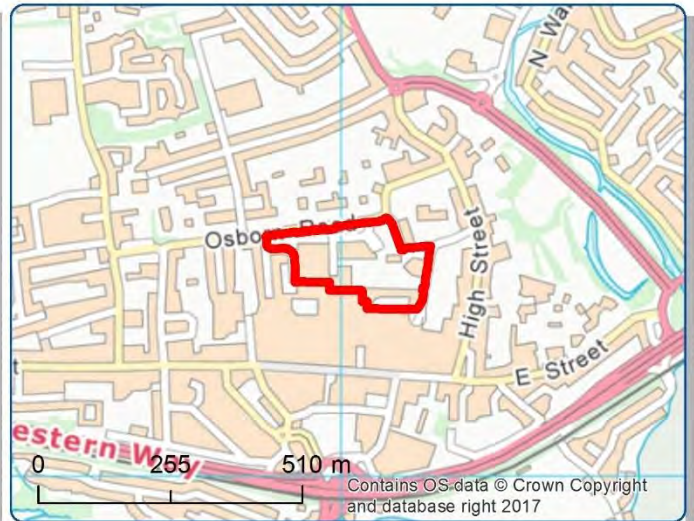 N Wa
Osborn Road
High Street
E Street
t
estern Way
0 255 510 m
Contains OS data © Crown Copyright
and database right 2017